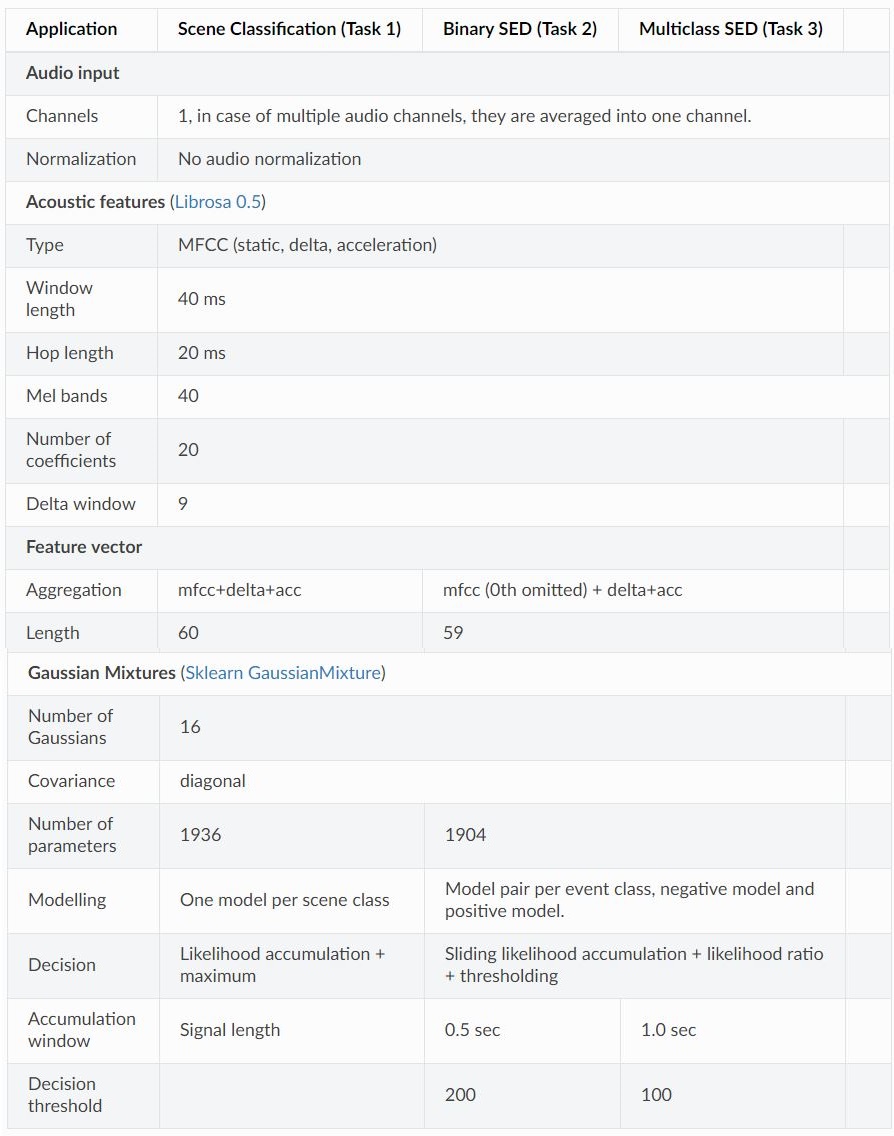 Application Scene Classification (Task 1) Binary SED (Task 2) Multiclass SED (Task 3)
Audio input
Channels 1, in case of multiple audio channels, they are averaged into one channel.
Normalization No audio normalization
Acoustic features (Librosa 0.5)
Type MFCC (static, delta, acceleration)
Window
length
40 ms
Hop length 20 ms
Mel bands 40
Number of
coefficients
20
Delta window 9
Feature vector
Aggregation mfcc+delta+acc mfcc (0th omitted) + delta+acc
Length 60 59
Gaussian Mixtures (Sklearn GaussianMixture)
Number of
Gaussians
16
Covariance diagonal
Number of
parameters
1936 1904
Modelling One model per scene class
Model pair per event class, negative model and
positive model.
Decision
Likelihood accumulation +
maximum
Sliding likelihood accumulation + likelihood ratio
+ thresholding
Accumulation
window
Signal length 0.5 sec 1.0 sec
Decision
threshold
200 100